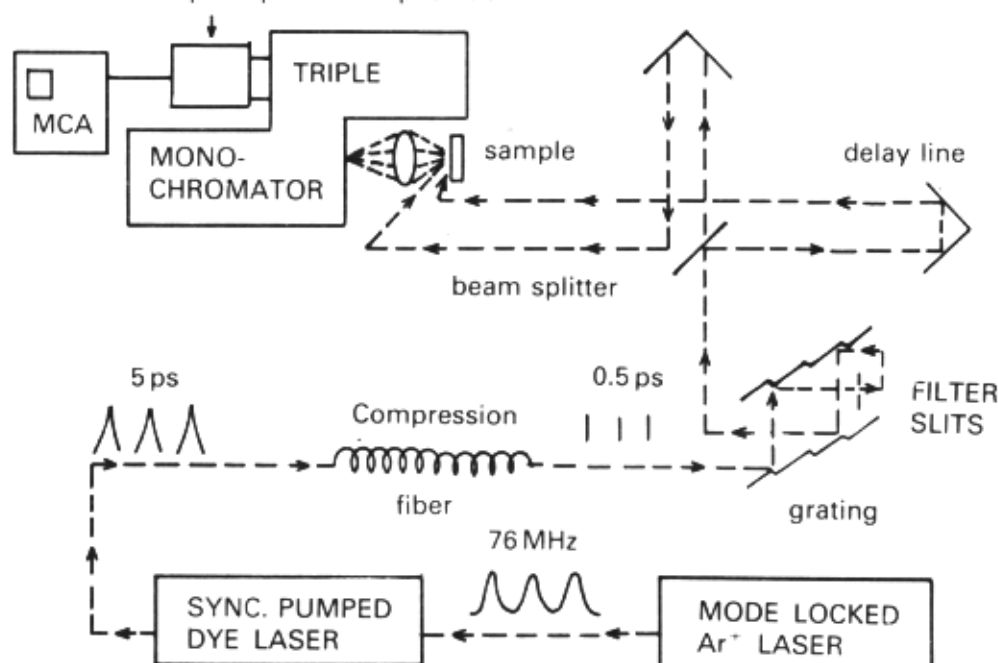 TRIPLE
MCA
MONO-
CHROMATOR
sample
delay line
beam splitter
5 ps
0.5 ps
Compression
fiber
FILTER
SLITS
grating
76 MHz
SYNC. PUMPED
DYE LASER
MODE LOCKED
Ar⁺ LASER